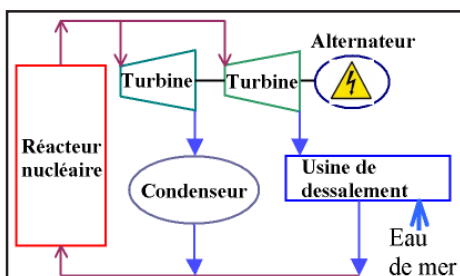 Alternateur
Turbine
Turbine
Réacteur
nucléaire
Condenseur
Usine de
dessalement
Eau
de mer